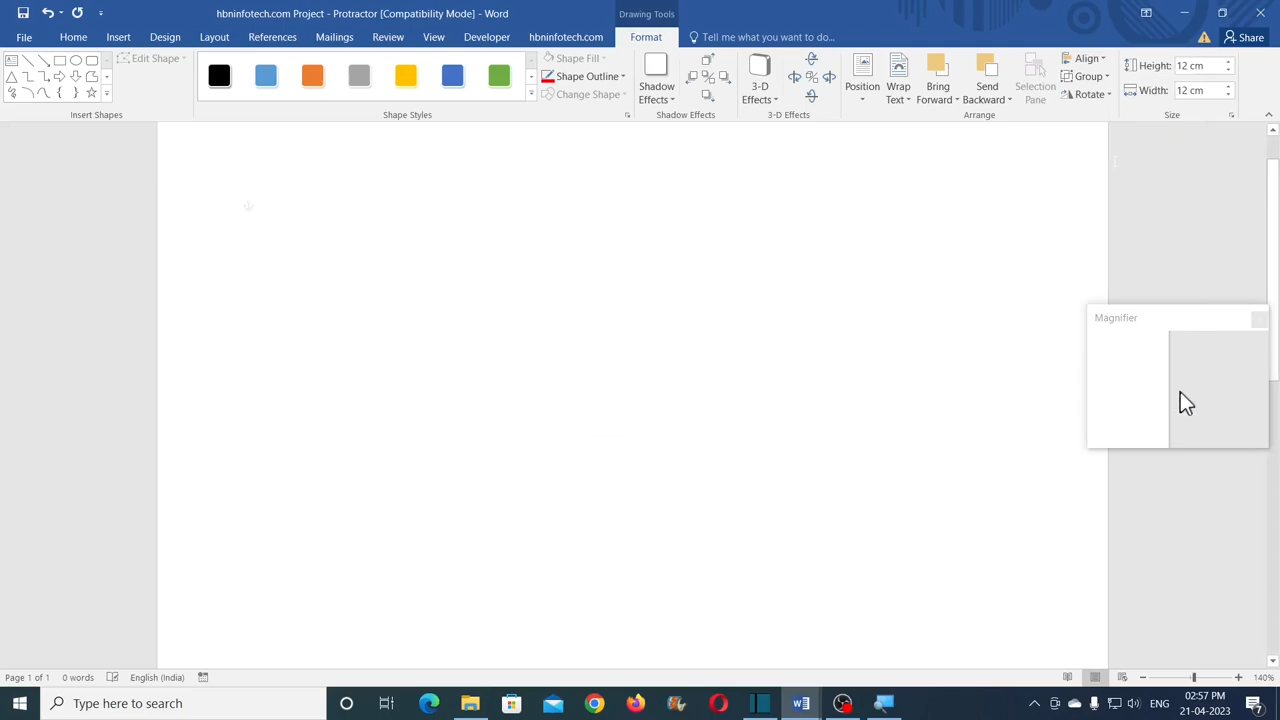 hbninfotech.com Project - Protractor [Compatibility Mode] - Word
Drawing Tools
File Home Insert Design Layout References Mailings Review View Developer hbninfotech.com Format Tell me what you want to do... Share
Edit Shape
Insert Shapes
Shape Styles
Shape Fill
Shape Outline
Change Shape
Shadow
Effects
Shadow Effects
3-D
Effects
3-D Effects
Position
Wrap
Text
Bring
Forward
Send
Backward
Selection
Pane
Align
Group
Rotate
Arrange
Height: 12 cm
Width: 12 cm
Size
Magnifier
Page 1 of 1 0 words English (India) 140%
Type here to search
ENG
02:57 PM
21-04-2023